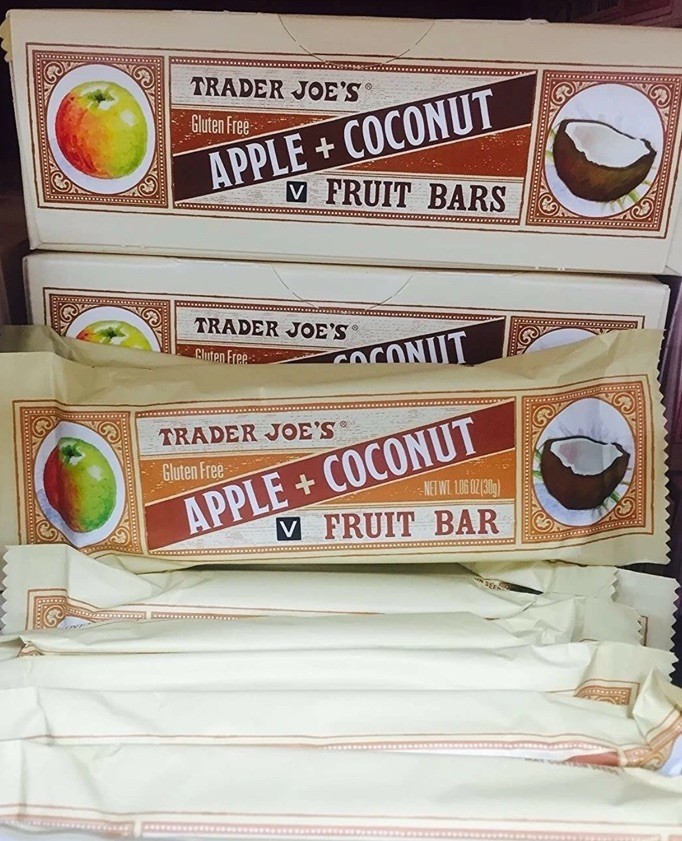 TRADER JOE'S®
Gluten Free
APPLE + COCONUT
V FRUIT BARS
TRADER JOE'S®
Gluten Free
COCONUT
TRADER JOE'S®
Gluten Free
APPLE + COCONUT
NET WT. 1.06 OZ (30g)
V FRUIT BAR